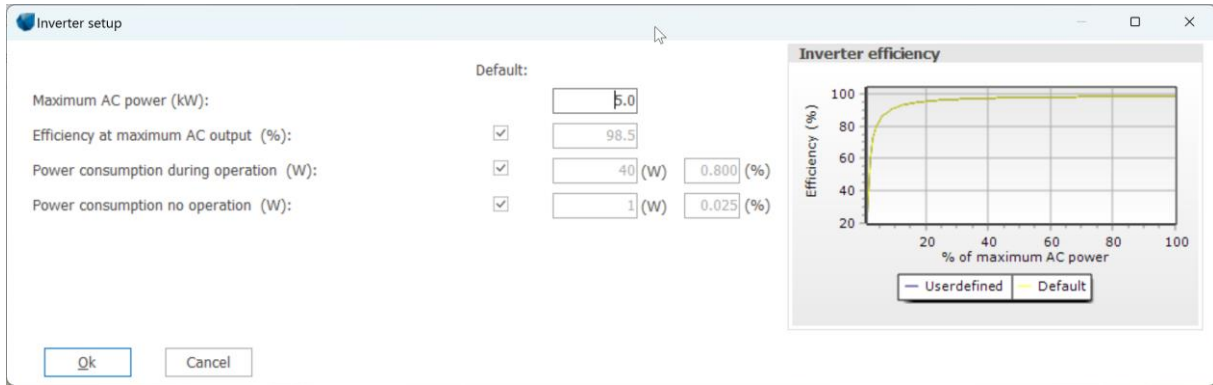 Inverter setup
Default:
Maximum AC power (kW): 5.0
Efficiency at maximum AC output (%): 98.5
Power consumption during operation (W): 40 (W) 0.800 (%)
Power consumption no operation (W): 1 (W) 0.025 (%)
Ok Cancel
Inverter efficiency
Efficiency (%)
100
80
60
40
20
20 40 60 80 100
% of maximum AC power
Userdefined Default